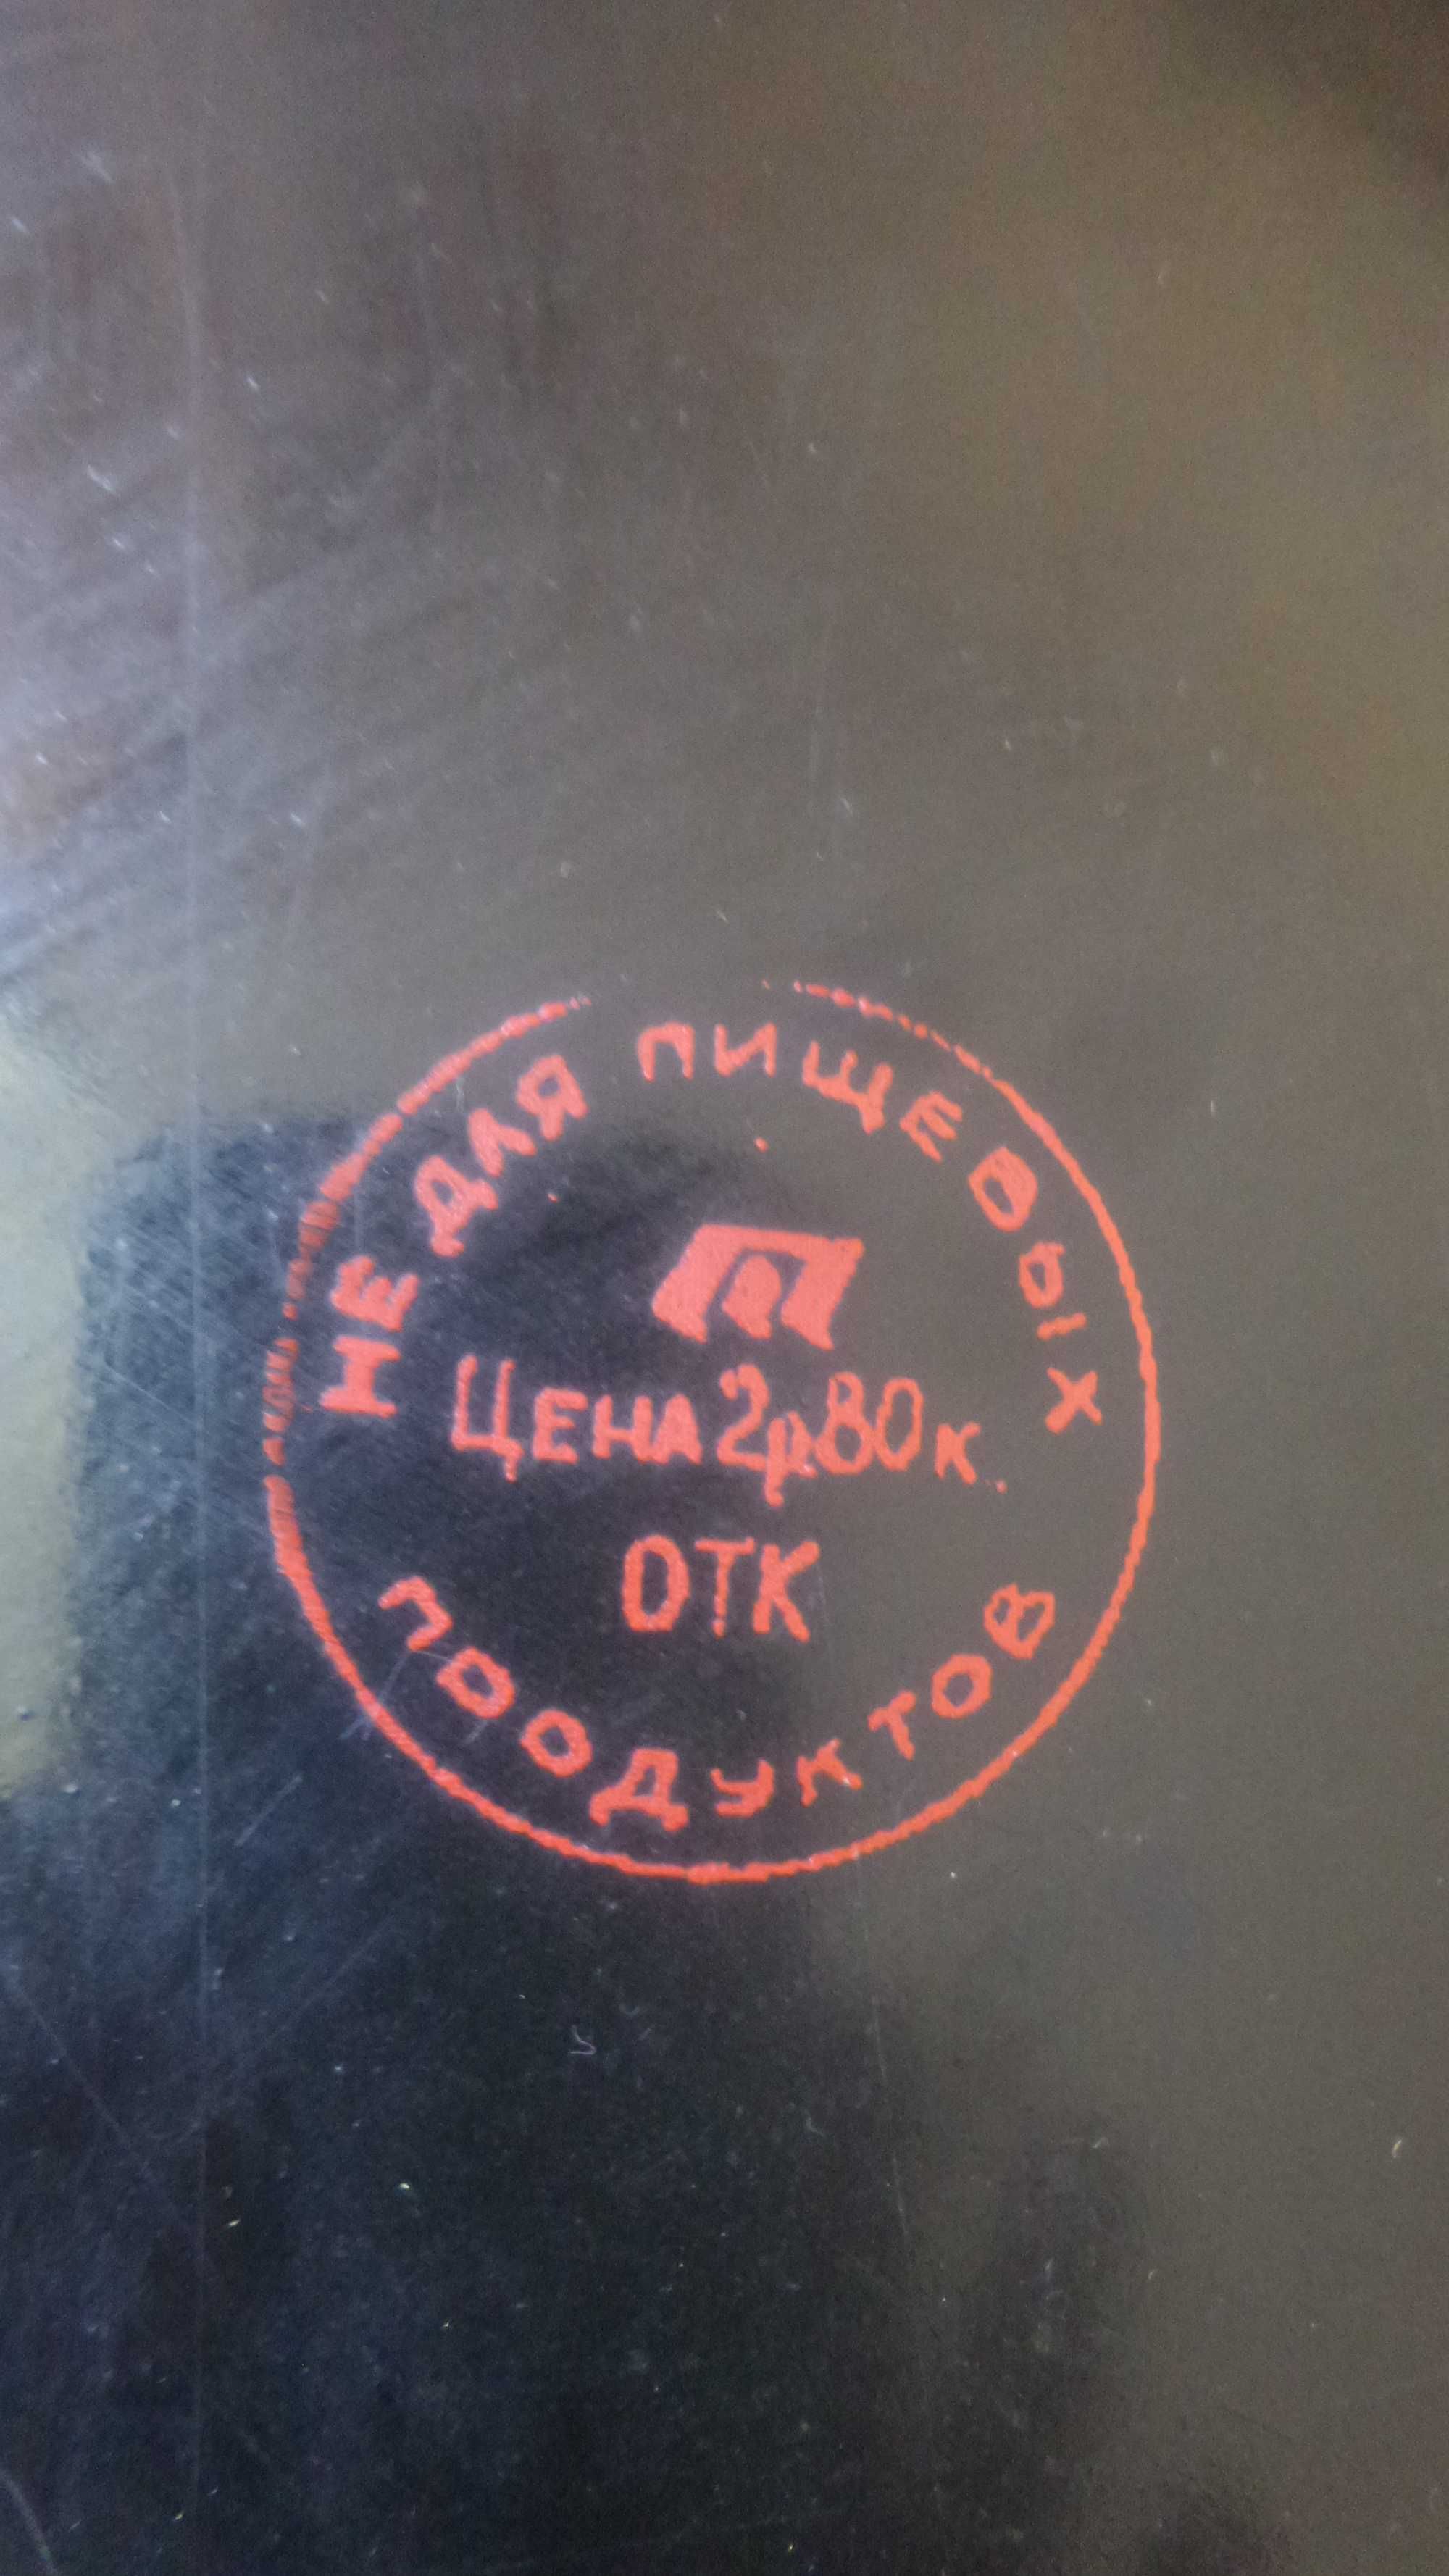 НЕ ДЛЯ ПИЩЕВЫХ
ЦЕНА 2р80к.
ОТК
ПРОДУКТОВ